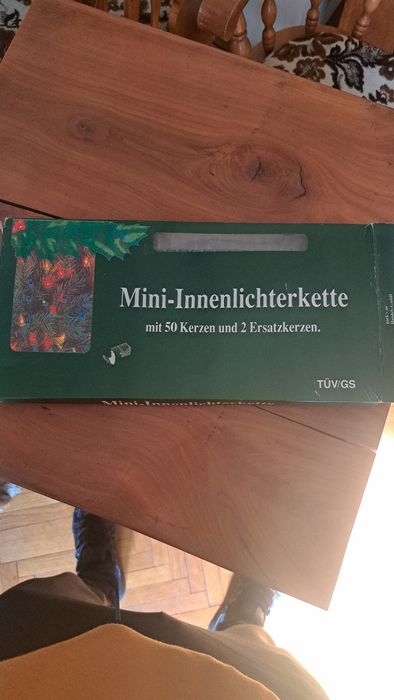 Mini-Innenlichterkette
mit 50 Kerzen und 2 Ersatzkerzen.
TÜV/GS
Mini-Innenlichterkette